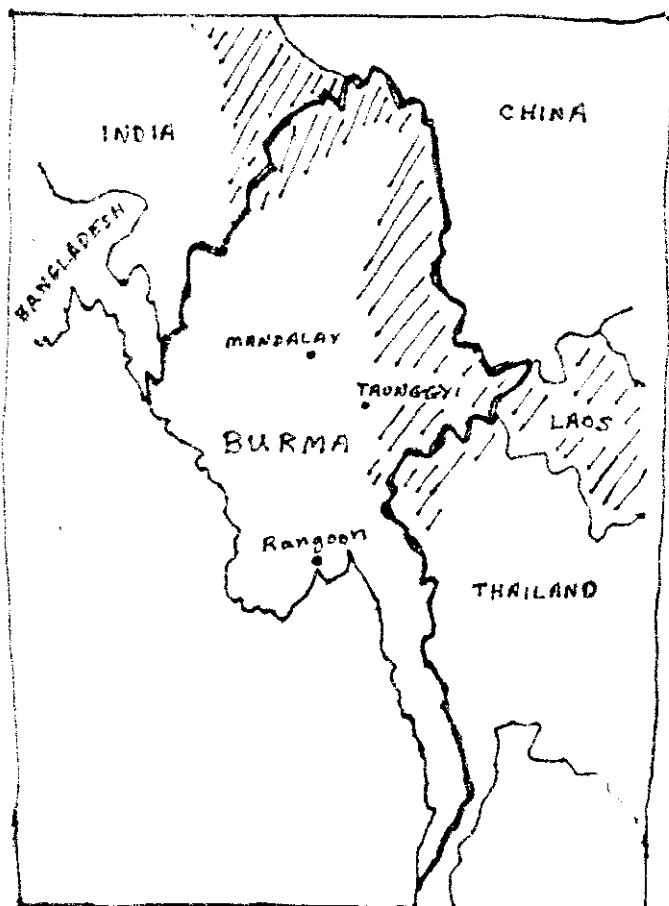 INDIA
CHINA
BANGLADESH
MANDALAY
TAUNGGYI
LAOS
BURMA
Rangoon
THAILAND